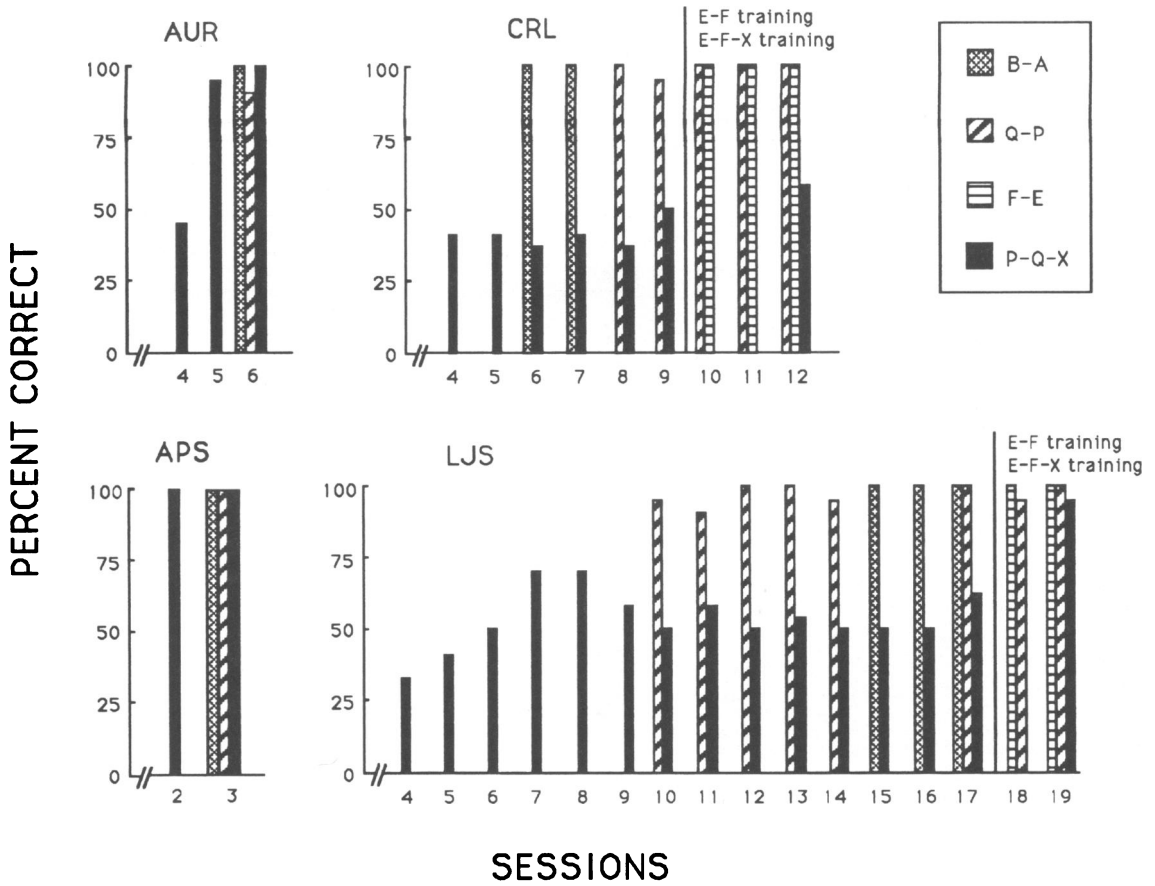 AUR
100
75
50
25
0
4 5 6
CRL
E-F training
E-F-X training
100
75
50
25
0
4 5 6 7 8 9 10 11 12
B-A
Q-P
F-E
P-Q-X
PERCENT CORRECT
APS
100
75
50
25
0
2 3
LJS
E-F training
E-F-X training
100
75
50
25
0
4 5 6 7 8 9 10 11 12 13 14 15 16 17 18 19
SESSIONS